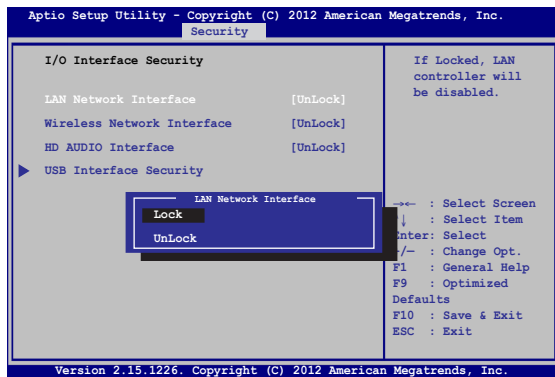 Aptio Setup Utility - Copyright (C) 2012 American Megatrends, Inc.
Security
I/O Interface Security
LAN Network Interface [UnLock]
Wireless Network Interface [UnLock]
HD AUDIO Interface [UnLock]
USB Interface Security
LAN Network Interface
Lock
UnLock
If Locked, LAN
controller will
be disabled.
→← : Select Screen
↓ : Select Item
Enter: Select
/— : Change Opt.
F1 : General Help
F9 : Optimized
Defaults
F10 : Save & Exit
ESC : Exit
Version 2.15.1226. Copyright (C) 2012 American Megatrends, Inc.